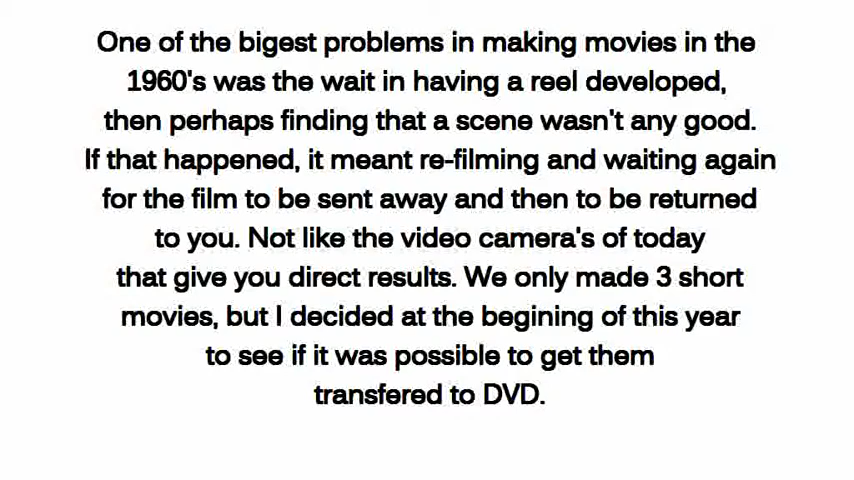 One of the bigest problems in making movies in the
1960's was the wait in having a reel developed,
then perhaps finding that a scene wasn't any good.
If that happened, it meant re-filming and waiting again
for the film to be sent away and then to be returned
to you. Not like the video camera's of today
that give you direct results. We only made 3 short
movies, but I decided at the begining of this year
to see if it was possible to get them
transfered to DVD.